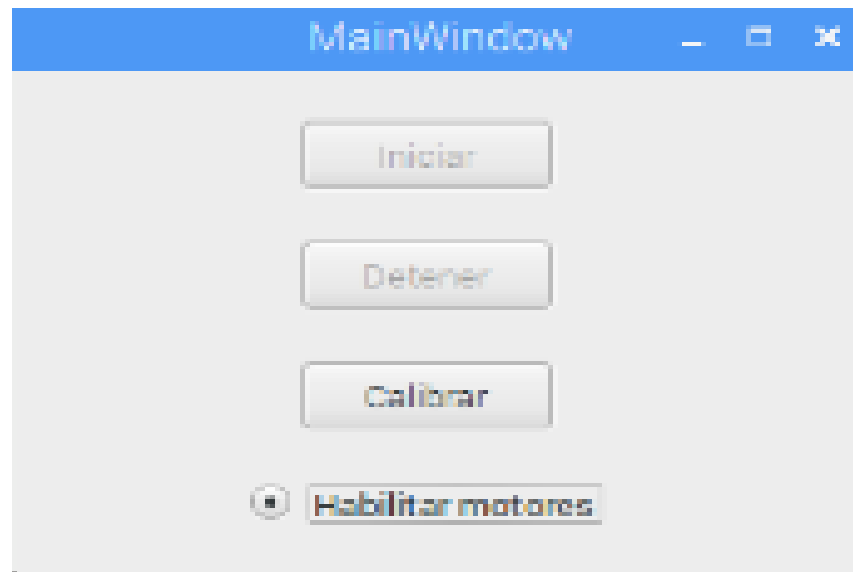 MainWindow
Iniciar
Detener
Calibrar
Habilitar motores